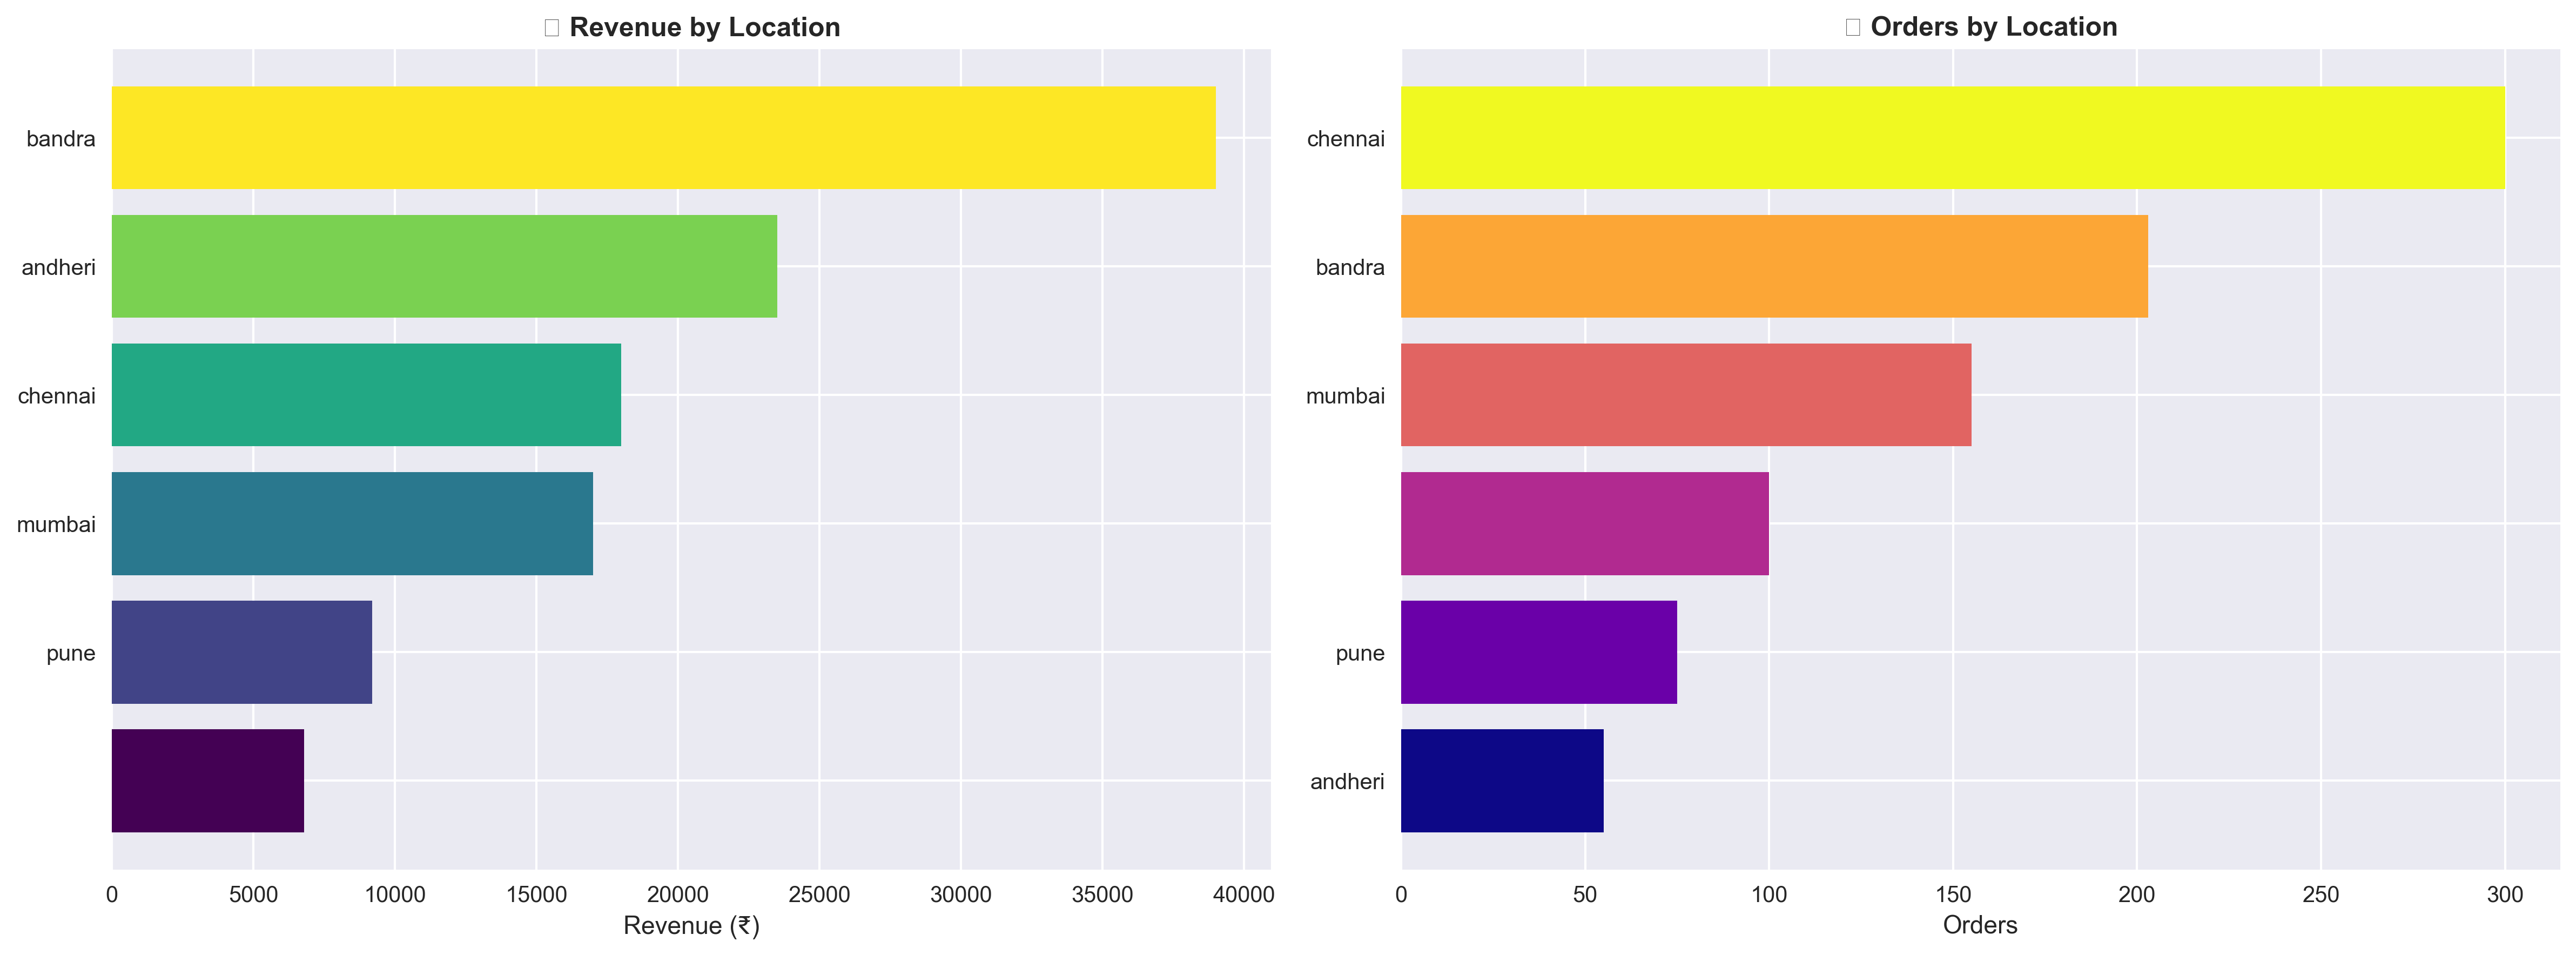 Revenue by Location
bandra
andheri
chennai
mumbai
pune
0 5000 10000 15000 20000 25000 30000 35000 40000
Revenue (₹)
Orders by Location
chennai
bandra
mumbai
pune
andheri
0 50 100 150 200 250 300
Orders